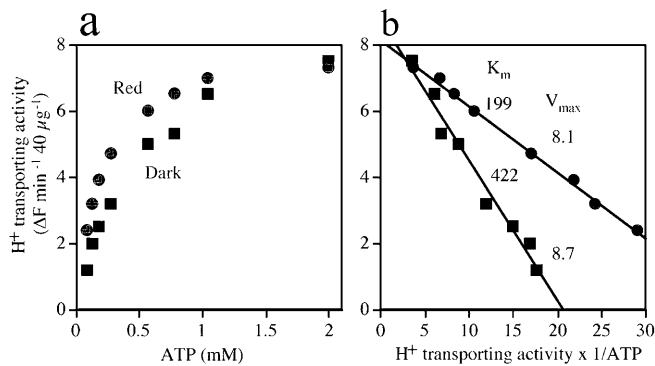 a
b
H⁺ transporting activity
(ΔF min⁻¹ 40 μg⁻¹)
8
6
4
2
0
Red
Dark
0 0.5 1 1.5 2
ATP (mM)
8
6
4
2
0
Km
199
Vmax
8.1
422
8.7
0 5 10 15 20 25 30
H⁺ transporting activity x 1/ATP